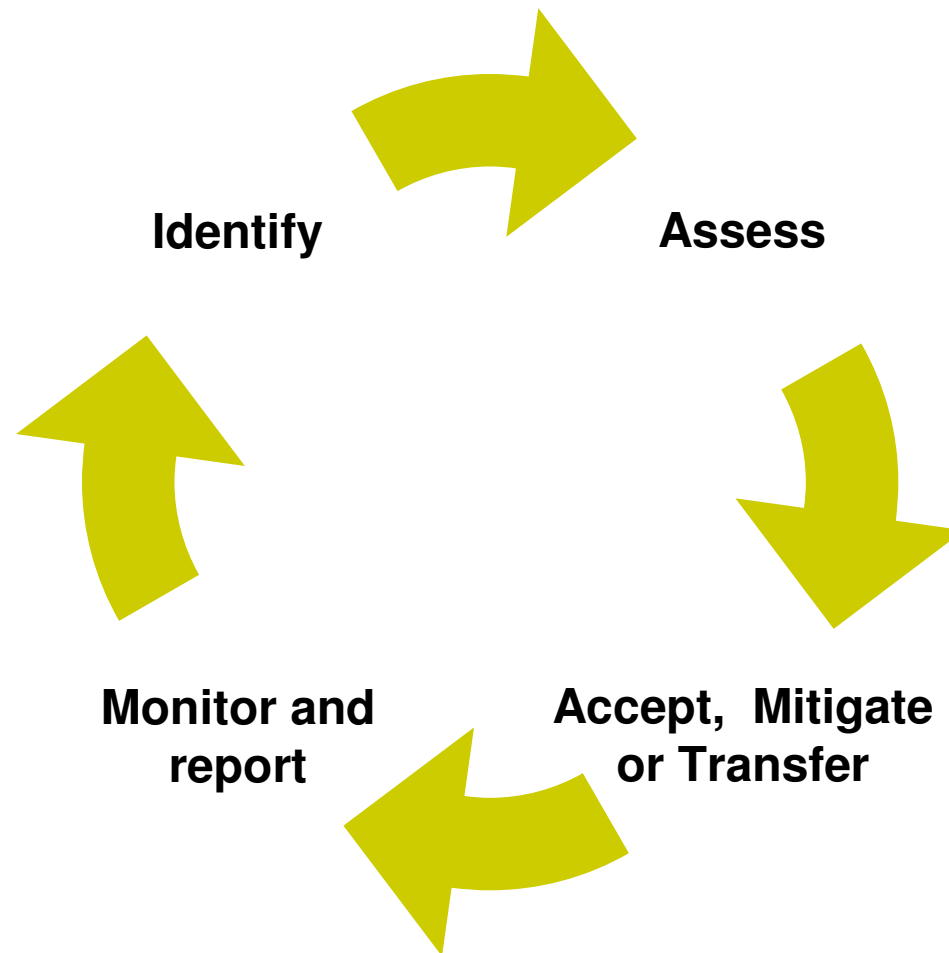 Identify
Assess
Accept,  Mitigate
or Transfer
Monitor and
report